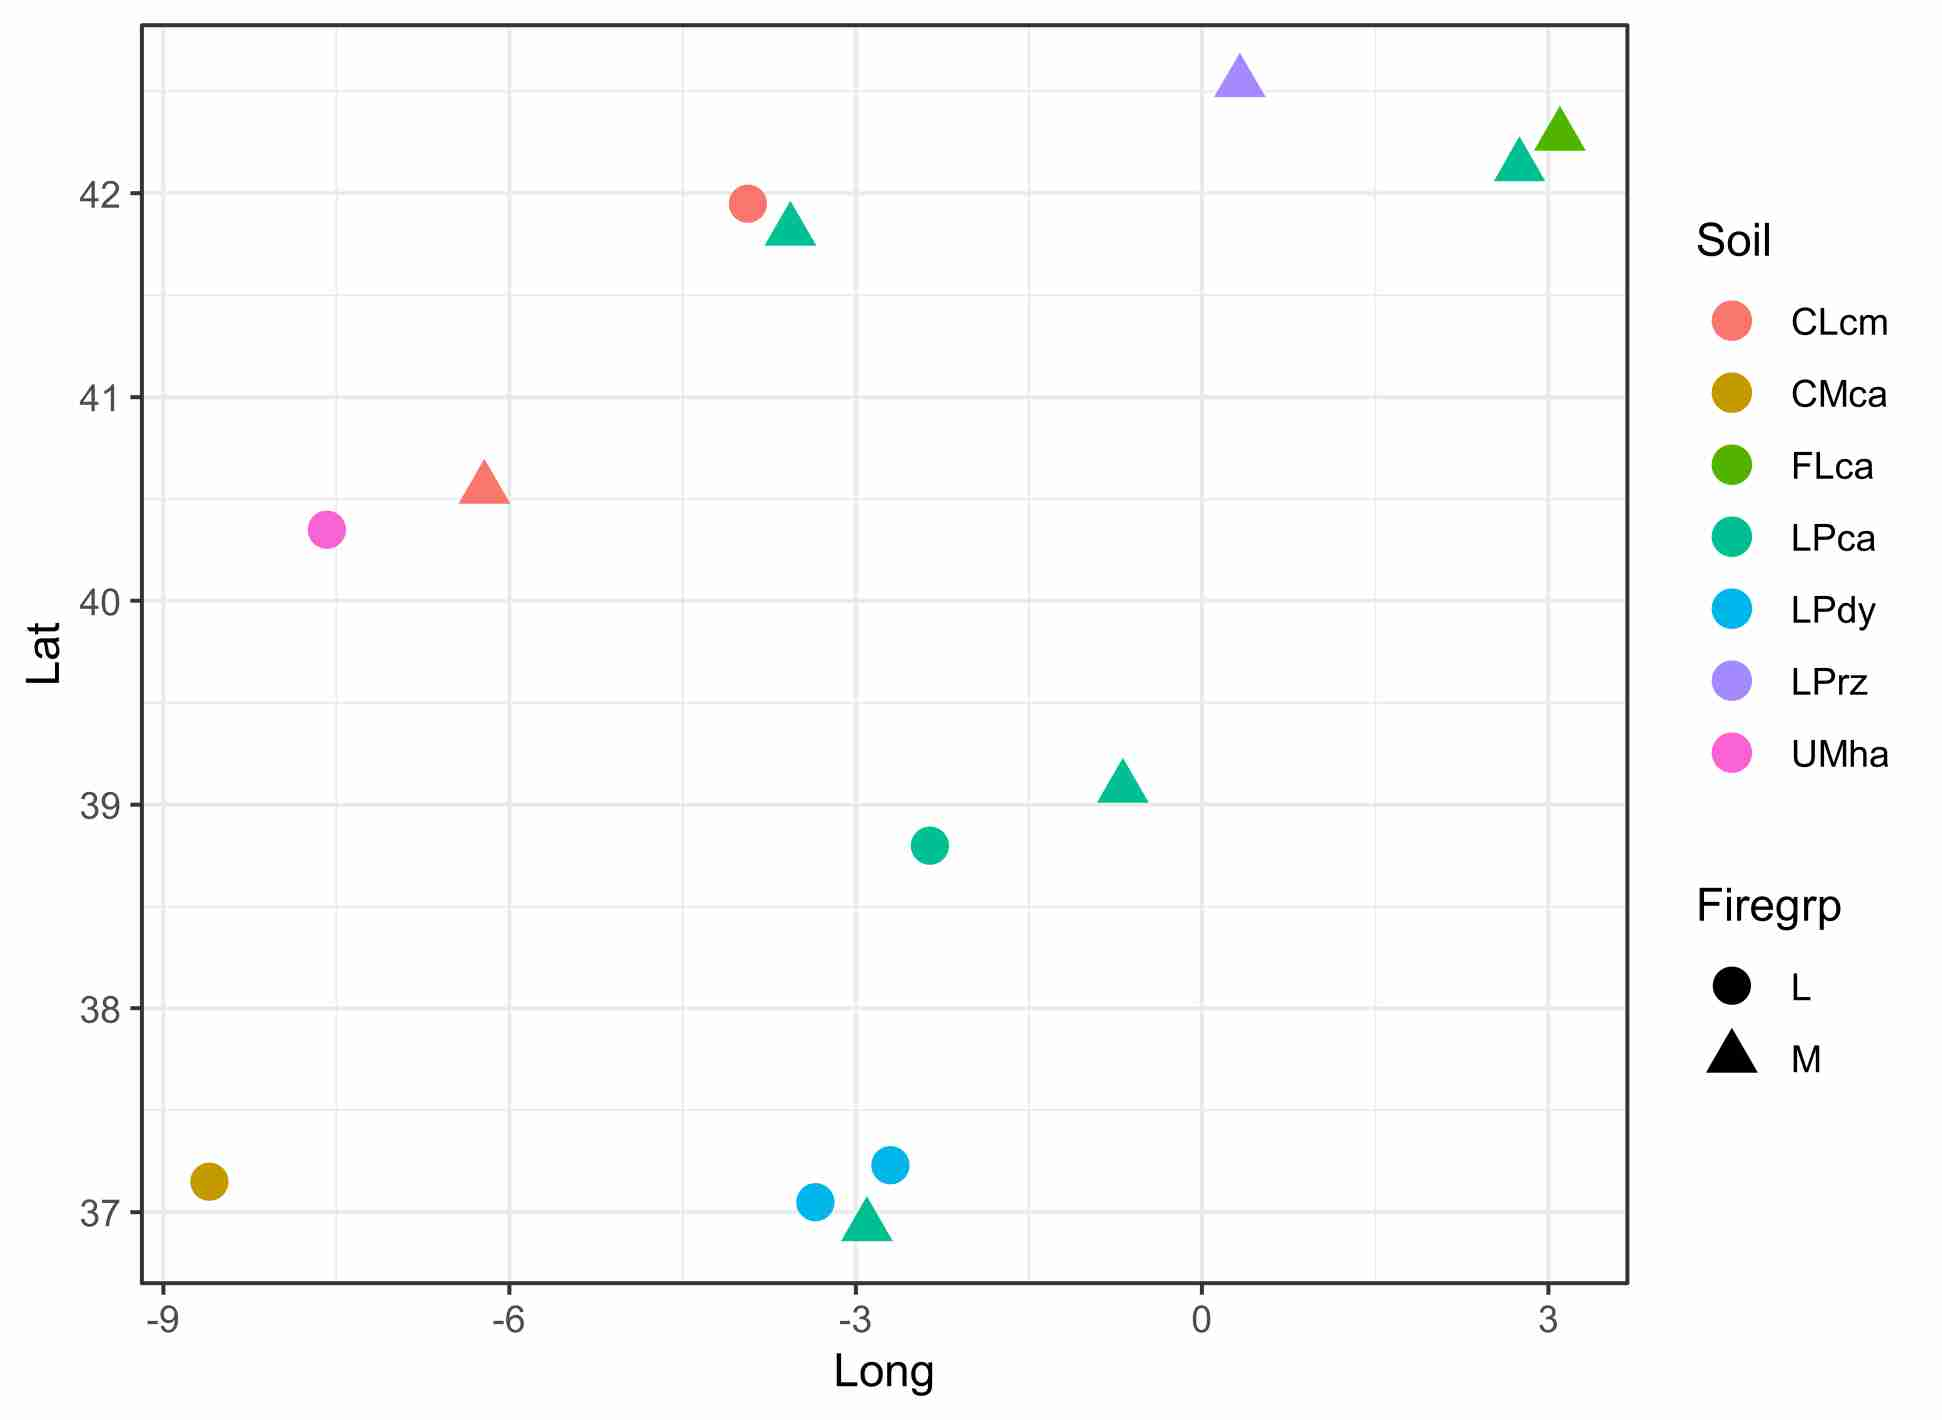 42
41
40
39
38
37
Lat
-9 -6 -3 0 3
Long
Soil
CLcm
CMca
FLca
LPca
LPdy
LPrz
UMha
Firegrp
L
M